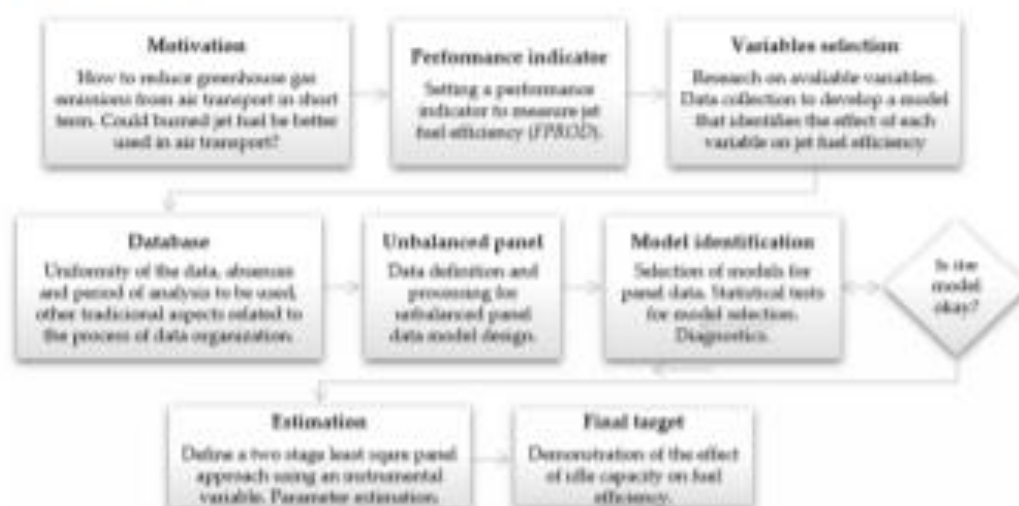 Motivation
How to reduce greenhouse gas
emissions from air transport in short
term. Could burned jet fuel be better
used in air transport?
Performance indicator
Setting a performance
indicator to measure jet
fuel efficiency (FPROD).
Variables selection
Research on avaliable variables.
Data collection to develop a model
that identifies the effect of each
variable on jet fuel efficiency
Database
Uniformity of the data, absences
and period of analysis to be used,
other tradicional aspects related to
the process of data organization.
Unbalanced panel
Data definition and
processing for
unbalanced panel
data model design.
Model identification
Selection of models for
panel data. Statistical tests
for model selection.
Diagnostics.
Is the
model
okay?
Estimation
Define a two stage least sqare panel
approach using an instrumental
variable. Parameter estimation.
Final target
Demonstration of the effect
of idle capacity on fuel
efficiency.